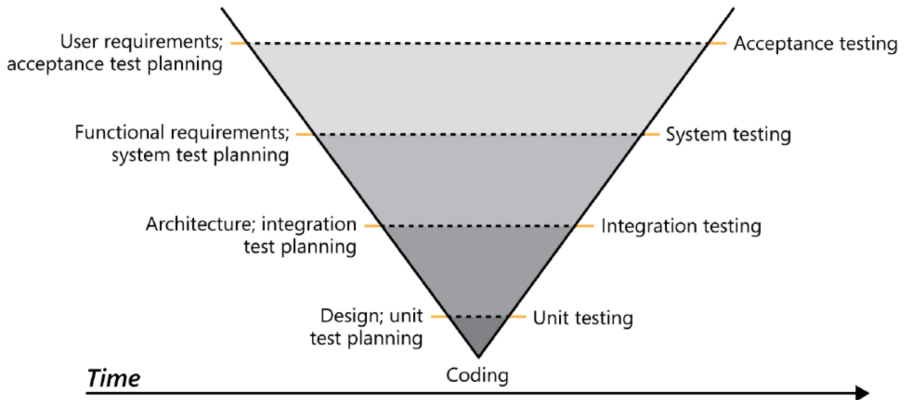 User requirements;
acceptance test planning
Acceptance testing
Functional requirements;
system test planning
System testing
Architecture; integration
test planning
Integration testing
Design; unit
test planning
Unit testing
Coding
Time